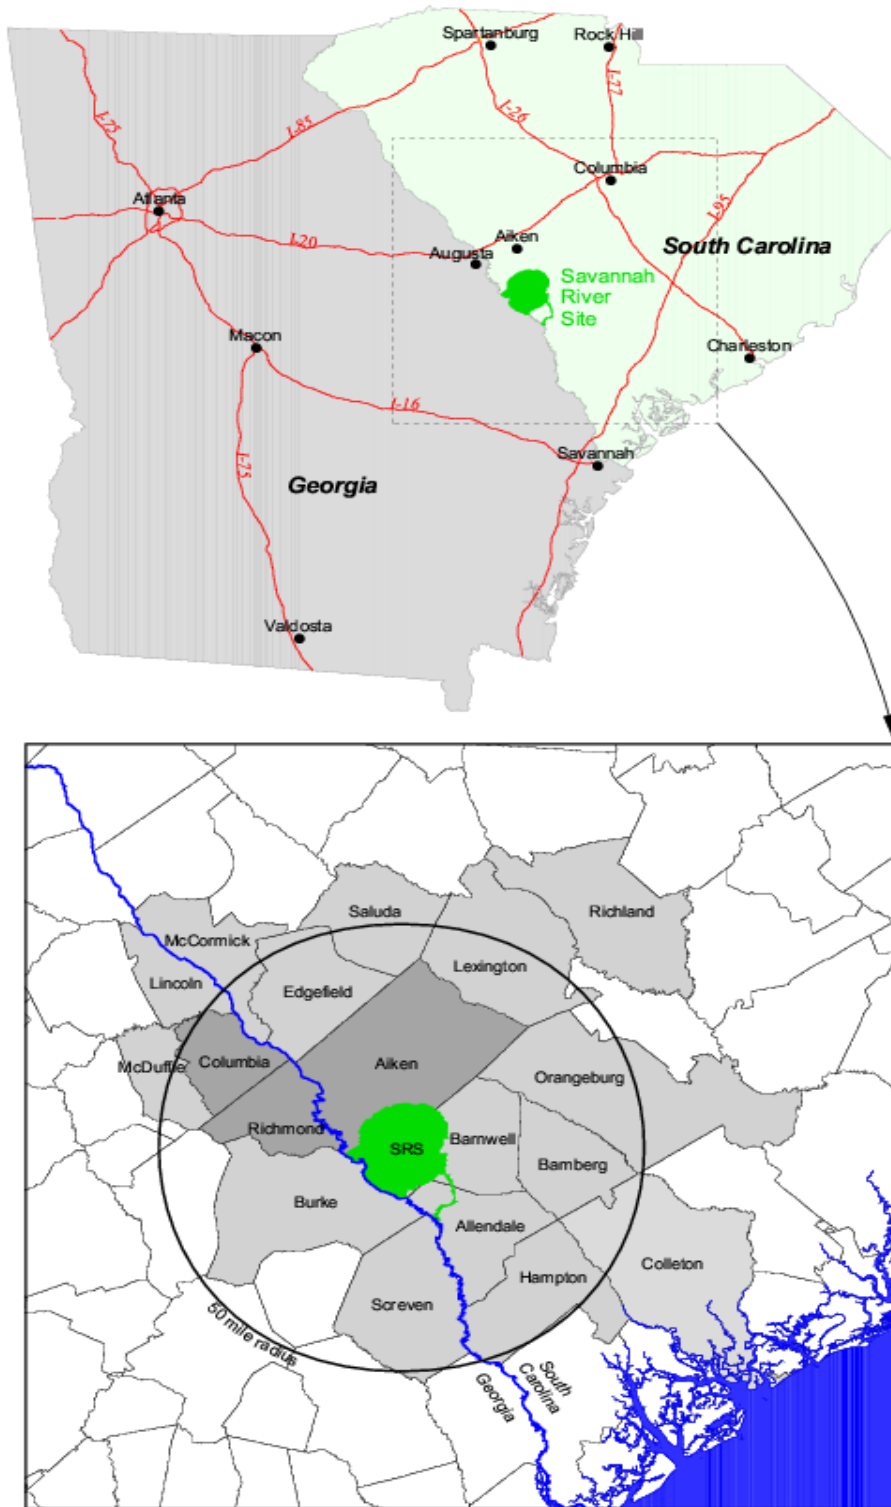 Spartanburg
Rock Hill
I-75
I-85
I-26
I-77
Columbia
Atlanta
I-95
I-20
Aiken
South Carolina
Augusta
Savannah
River
Site
Macon
Charleston
I-16
Savannah
I-75
Georgia
Valdosta
Saluda
Richland
McCormick
Lexington
Lincoln
Edgefield
McDuffie
Columbia
Aiken
Orangeburg
Richmond
SRS
Barnwell
Bamberg
Burke
Allendale
Colleton
Hampton
Screven
50 mile radius
South
Carolina
Georgia